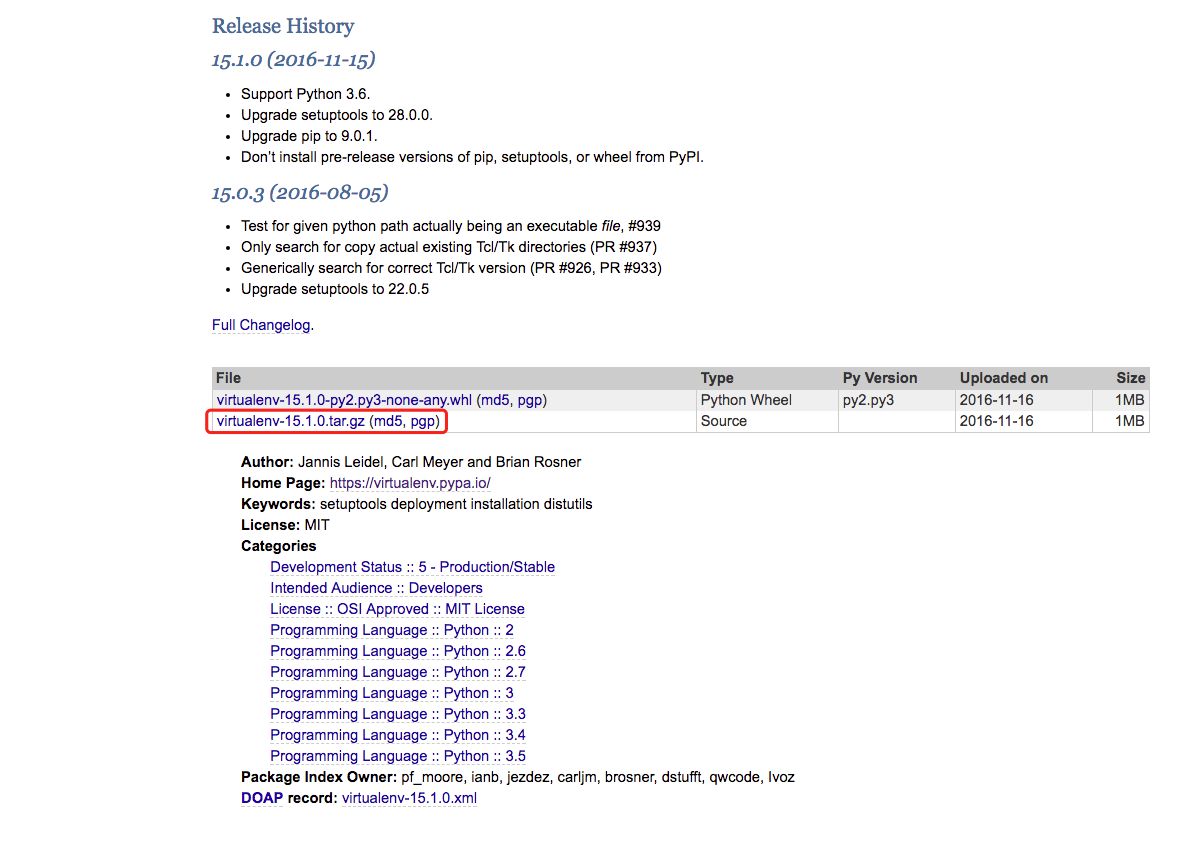 Release History
15.1.0 (2016-11-15)
• Support Python 3.6.
• Upgrade setuptools to 28.0.0.
• Upgrade pip to 9.0.1.
• Don't install pre-release versions of pip, setuptools, or wheel from PyPI.
15.0.3 (2016-08-05)
• Test for given python path actually being an executable file, #939
• Only search for copy actual existing Tcl/Tk directories (PR #937)
• Generically search for correct Tcl/Tk version (PR #926, PR #933)
• Upgrade setuptools to 22.0.5
Full Changelog.
File Type Py Version Uploaded on Size
virtualenv-15.1.0-py2.py3-none-any.whl (md5, pgp) Python Wheel py2.py3 2016-11-16 1MB
virtualenv-15.1.0.tar.gz (md5, pgp) Source 2016-11-16 1MB
Author: Jannis Leidel, Carl Meyer and Brian Rosner
Home Page: https://virtualenv.pypa.io/
Keywords: setuptools deployment installation distutils
License: MIT
Categories
Development Status :: 5 - Production/Stable
Intended Audience :: Developers
License :: OSI Approved :: MIT License
Programming Language :: Python :: 2
Programming Language :: Python :: 2.6
Programming Language :: Python :: 2.7
Programming Language :: Python :: 3
Programming Language :: Python :: 3.3
Programming Language :: Python :: 3.4
Programming Language :: Python :: 3.5
Package Index Owner: pf_moore, ianb, jezdez, carljm, brosner, dstufft, qwcode, Ivoz
DOAP record: virtualenv-15.1.0.xml